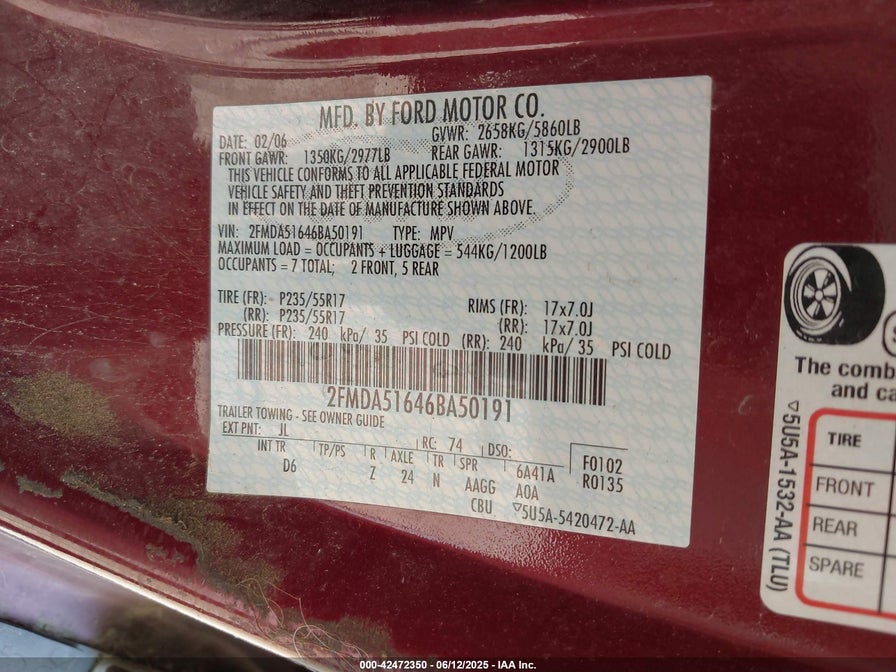 MFD. BY FORD MOTOR CO.
DATE: 02/06 GVWR: 2658KG/5860LB
FRONT GAWR: 1350KG/2977LB REAR GAWR: 1315KG/2900LB
THIS VEHICLE CONFORMS TO ALL APPLICABLE FEDERAL MOTOR
VEHICLE SAFETY AND THEFT PREVENTION STANDARDS
IN EFFECT ON THE DATE OF MANUFACTURE SHOWN ABOVE.
VIN: 2FMDA51646BA50191 TYPE: MPV
MAXIMUM LOAD = OCCUPANTS + LUGGAGE = 544KG/1200LB
OCCUPANTS = 7 TOTAL; 2 FRONT, 5 REAR
TIRE (FR): P235/55R17 RIMS (FR): 17x7.0J
(RR): P235/55R17 (RR): 17x7.0J
PRESSURE (FR): 240 kPa/ 35 PSI COLD (RR): 240 kPa/ 35 PSI COLD
2FMDA51646BA50191
TRAILER TOWING - SEE OWNER GUIDE
EXT PNT: JL RC: 74 DSO: F0102
INT TR TP/PS R AXLE TR SPR 6A41A R0135
D6 Z 24 N AAGG A0A
CBU ▽5U5A-5420472-AA
The comb
and ca
TIRE
FRONT
REAR
SPARE
▽5U5A-1532-AA (TLU)
000-42472350 - 06/12/2025 - IAA Inc.